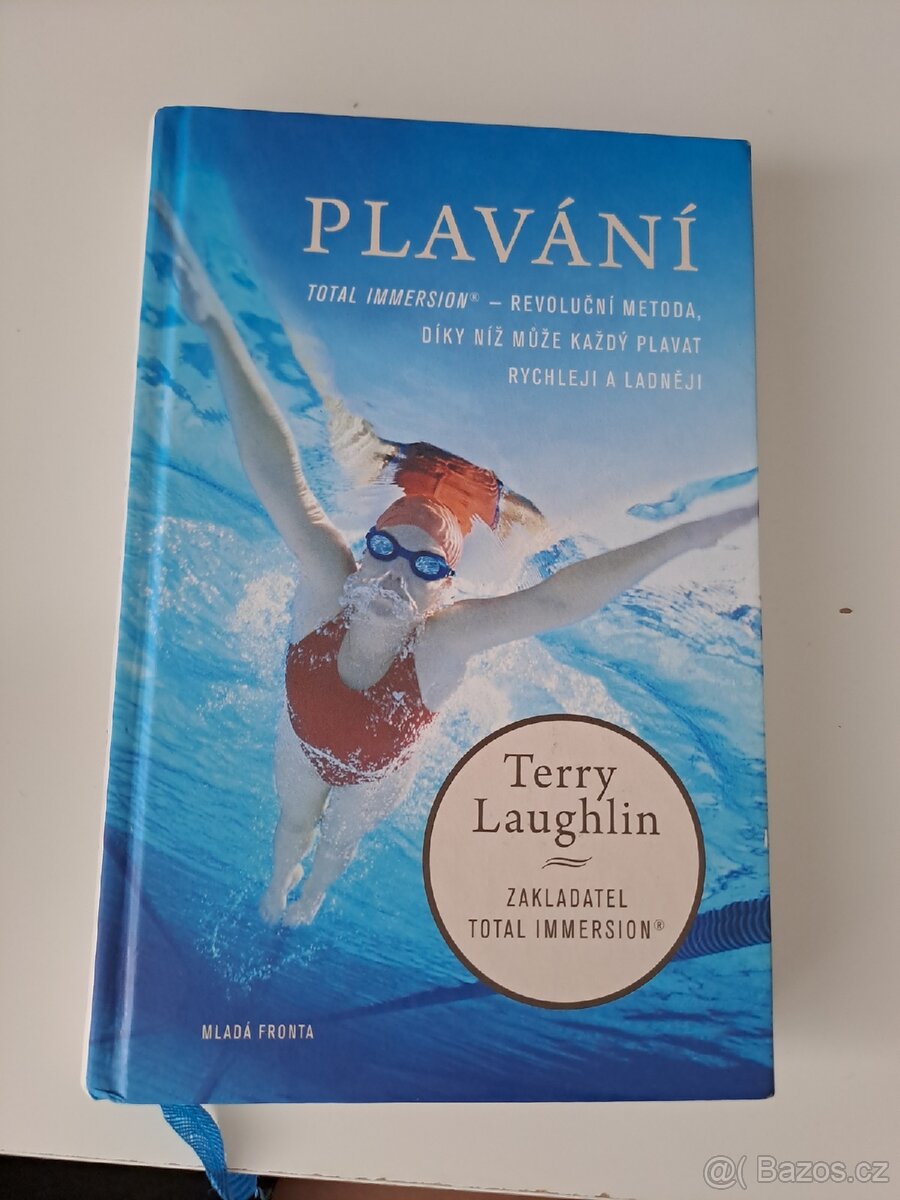 PLAVÁNÍ
TOTAL IMMERSION® – REVOLUČNÍ METODA,
DÍKY NÍŽ MŮŽE KAŽDÝ PLAVAT
RYCHLEJI A LADNĚJI
Terry
Laughlin
ZAKLADATEL
TOTAL IMMERSION®
MLADÁ FRONTA
@( Bazos.cz